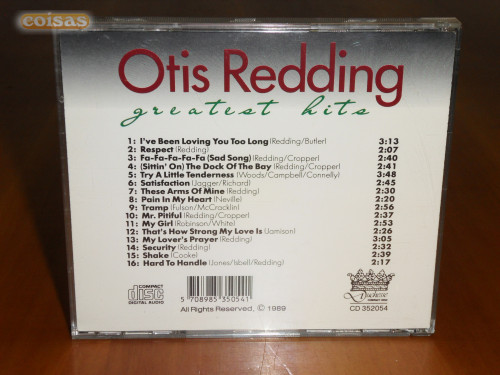 coisas
Otis Redding
greatest hits
1: I've Been Loving You Too Long (Redding/Butler) 3:13
2: Respect (Redding) 2:07
3: Fa-Fa-Fa-Fa-Fa (Sad Song) (Redding/Cropper) 2:40
4: (Sittin' On) The Dock Of The Bay (Redding/Cropper) 2:41
5: Try A Little Tenderness (Woods/Campbell/Connelly) 3:48
6: Satisfaction (Jagger/Richard) 2:45
7: These Arms Of Mine (Redding) 2:30
8: Pain In My Heart (Neville) 2:20
9: Tramp (Fulson/McCracklin) 2:56
10: Mr. Pitiful (Redding/Cropper) 2:37
11: My Girl (Robinson/White) 2:53
12: That's How Strong My Love Is (Jamison) 2:26
13: My Lover's Prayer (Redding) 3:05
14: Security (Redding) 2:32
15: Shake (Cooke) 2:39
16: Hard To Handle (Jones/Isbell/Redding) 2:17
COMPACT
disc
DIGITAL AUDIO
5 708985 350541
All Rights Reserved, © 1989
Duchesse
CD 352054